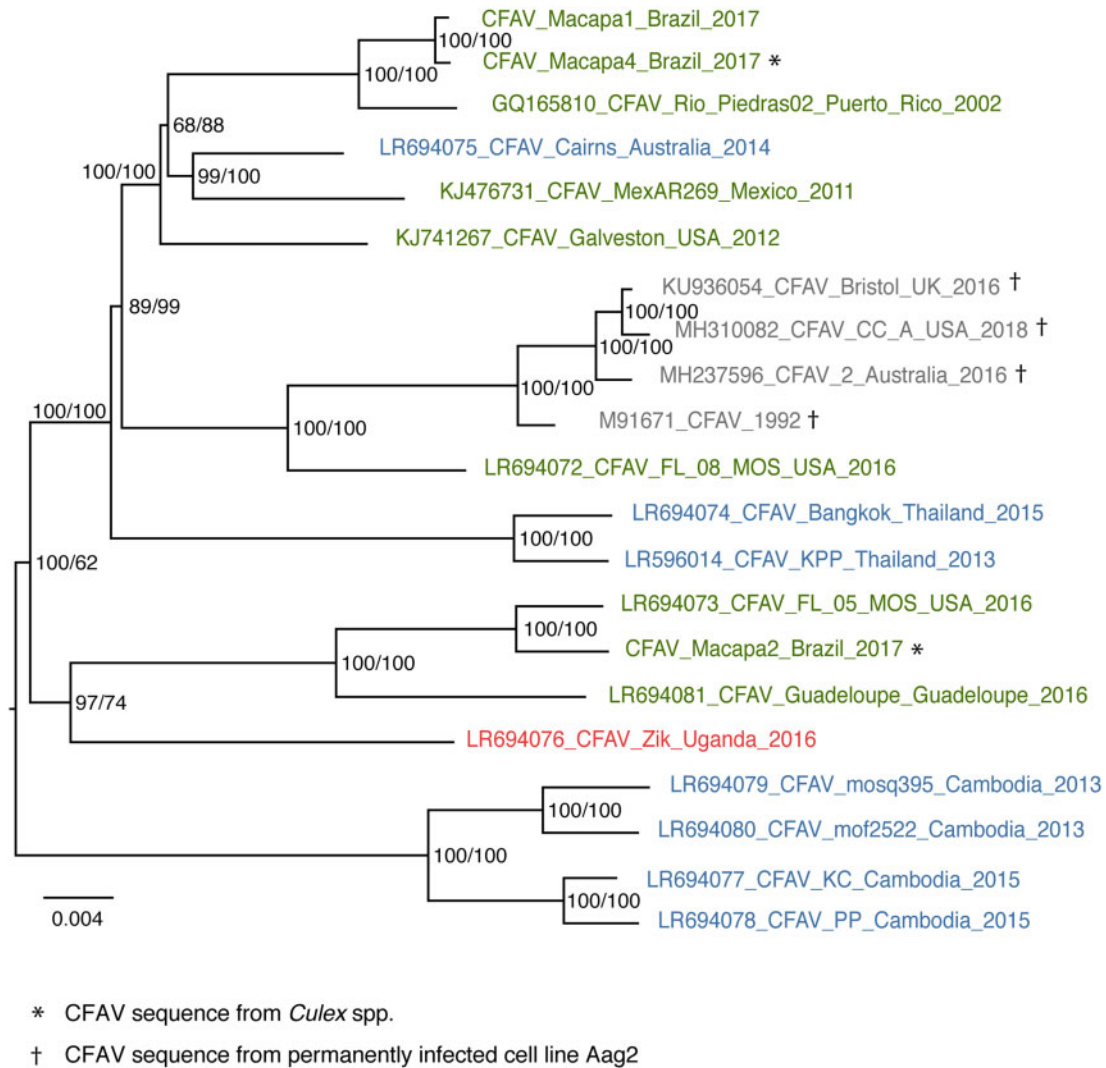 CFAV_Macapa1_Brazil_2017
100/100
CFAV_Macapa4_Brazil_2017 *
100/100
GQ165810_CFAV_Rio_Piedras02_Puerto_Rico_2002
68/88
LR694075_CFAV_Cairns_Australia_2014
100/100
99/100
KJ476731_CFAV_MexAR269_Mexico_2011
KJ741267_CFAV_Galveston_USA_2012
KU936054_CFAV_Bristol_UK_2016 †
89/99
100/100
MH310082_CFAV_CC_A_USA_2018 †
100/100
MH237596_CFAV_2_Australia_2016 †
100/100
100/100
M91671_CFAV_1992 †
100/100
LR694072_CFAV_FL_08_MOS_USA_2016
LR694074_CFAV_Bangkok_Thailand_2015
100/100
LR596014_CFAV_KPP_Thailand_2013
100/62
LR694073_CFAV_FL_05_MOS_USA_2016
100/100
CFAV_Macapa2_Brazil_2017 *
100/100
LR694081_CFAV_Guadeloupe_Guadeloupe_2016
97/74
LR694076_CFAV_Zik_Uganda_2016
LR694079_CFAV_mosq395_Cambodia_2013
100/100
LR694080_CFAV_mof2522_Cambodia_2013
100/100
LR694077_CFAV_KC_Cambodia_2015
100/100
LR694078_CFAV_PP_Cambodia_2015
0.004
* CFAV sequence from Culex spp.
† CFAV sequence from permanently infected cell line Aag2